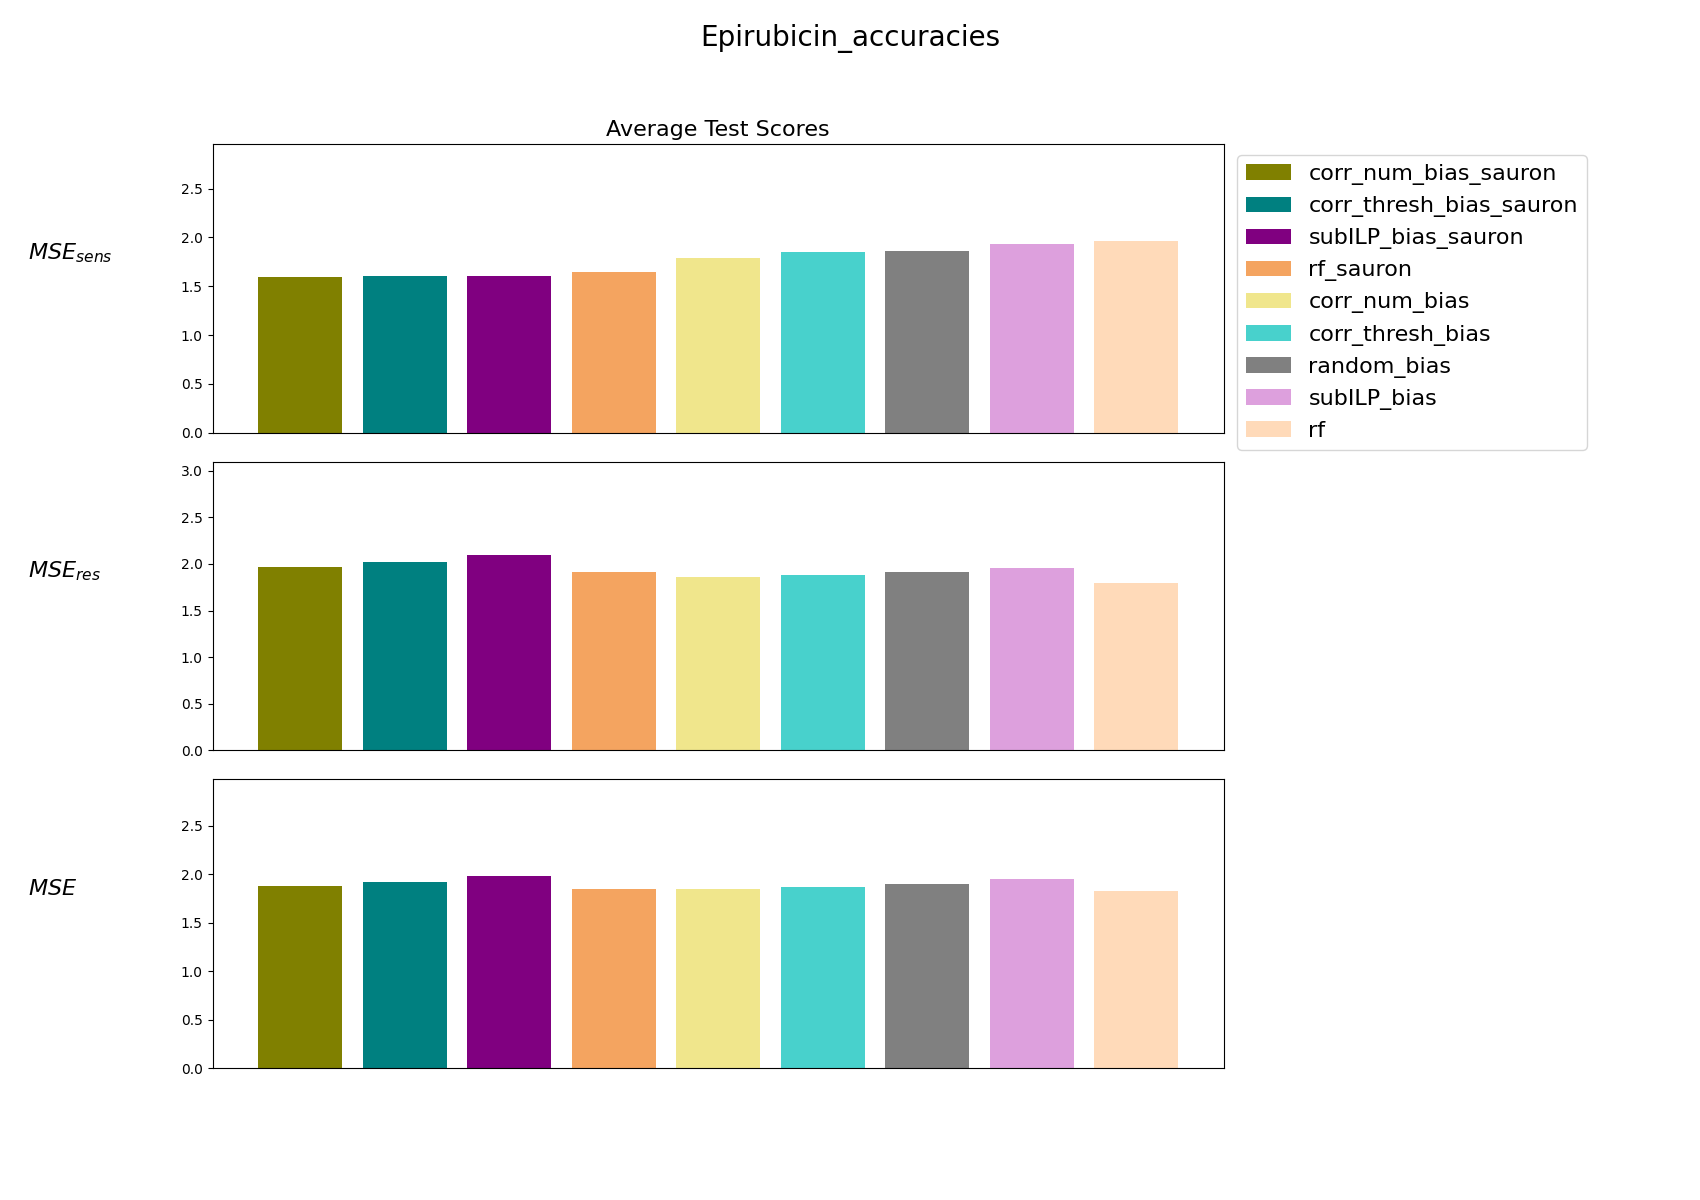 Epirubicin_accuracies
Average Test Scores
MSE_sens
2.5
2.0
1.5
1.0
0.5
0.0
corr_num_bias_sauron
corr_thresh_bias_sauron
subILP_bias_sauron
rf_sauron
corr_num_bias
corr_thresh_bias
random_bias
subILP_bias
rf
MSE_res
3.0
2.5
2.0
1.5
1.0
0.5
0.0
MSE
2.5
2.0
1.5
1.0
0.5
0.0